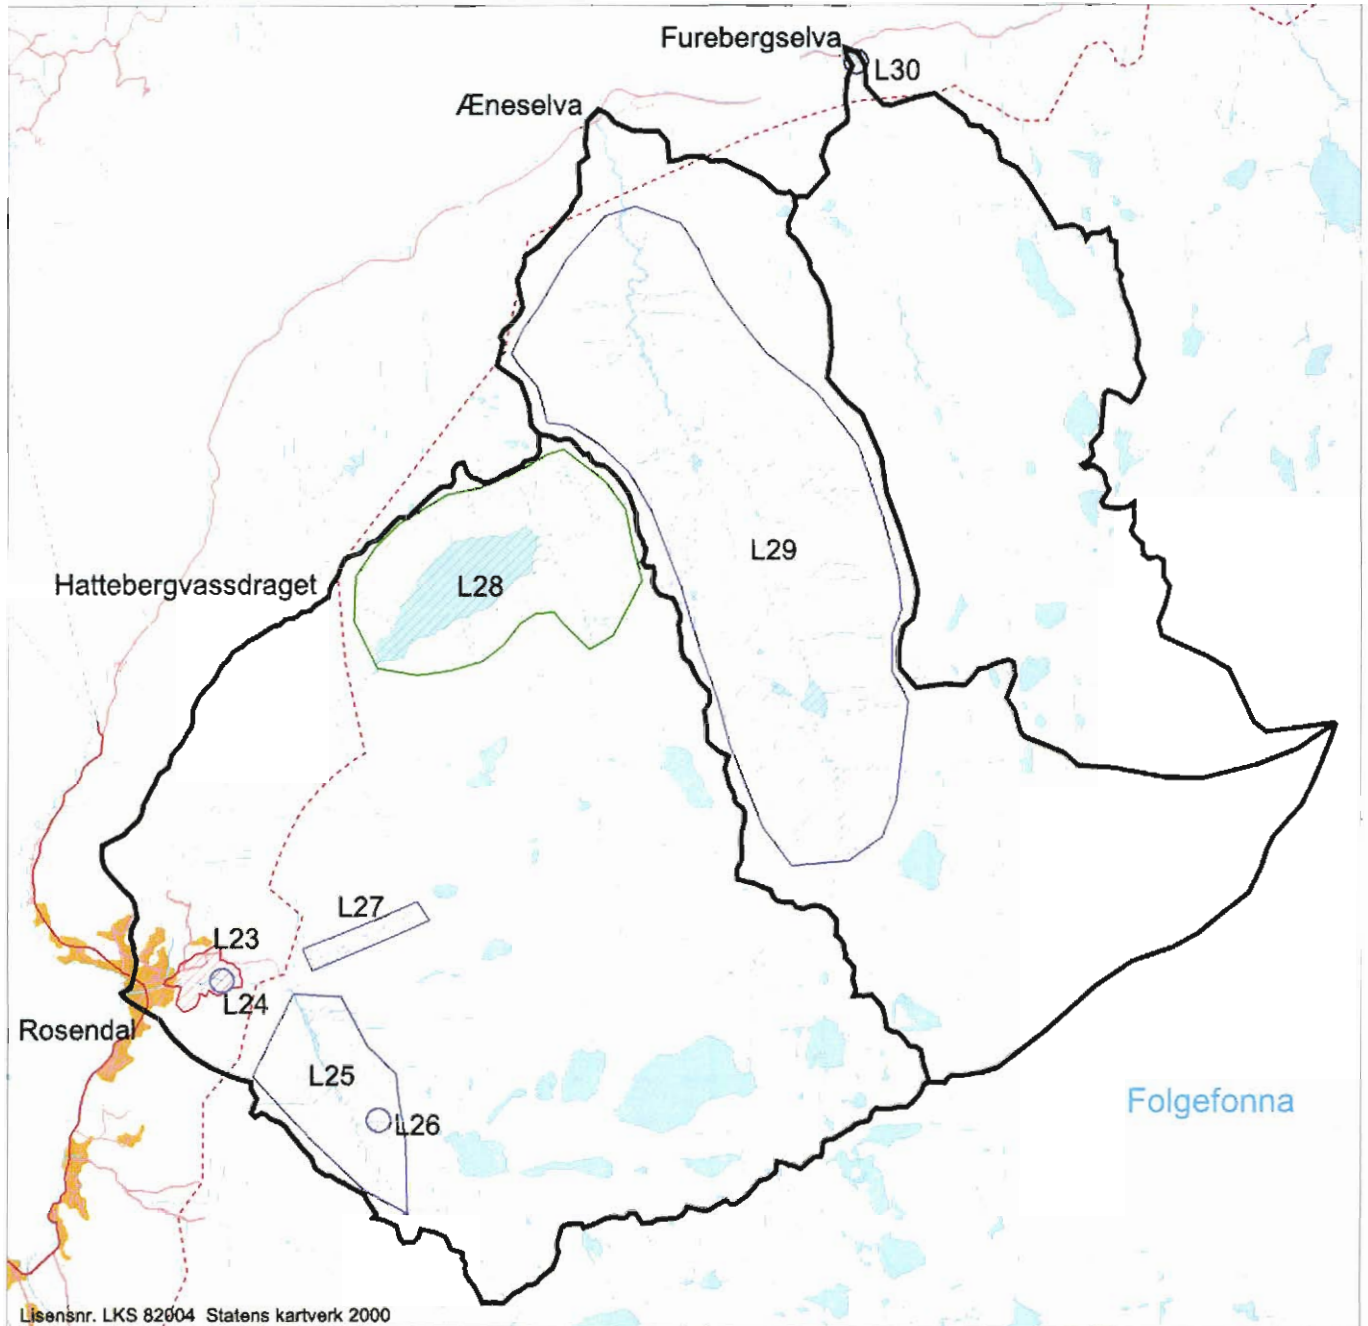 Furebergselva
L30
Æneselva
L29
Hattebergvassdraget
L28
L27
L23
L24
Rosendal
L25
L26
Folgefonna
Lisensnr. LKS 82004 Statens kartverk 2000